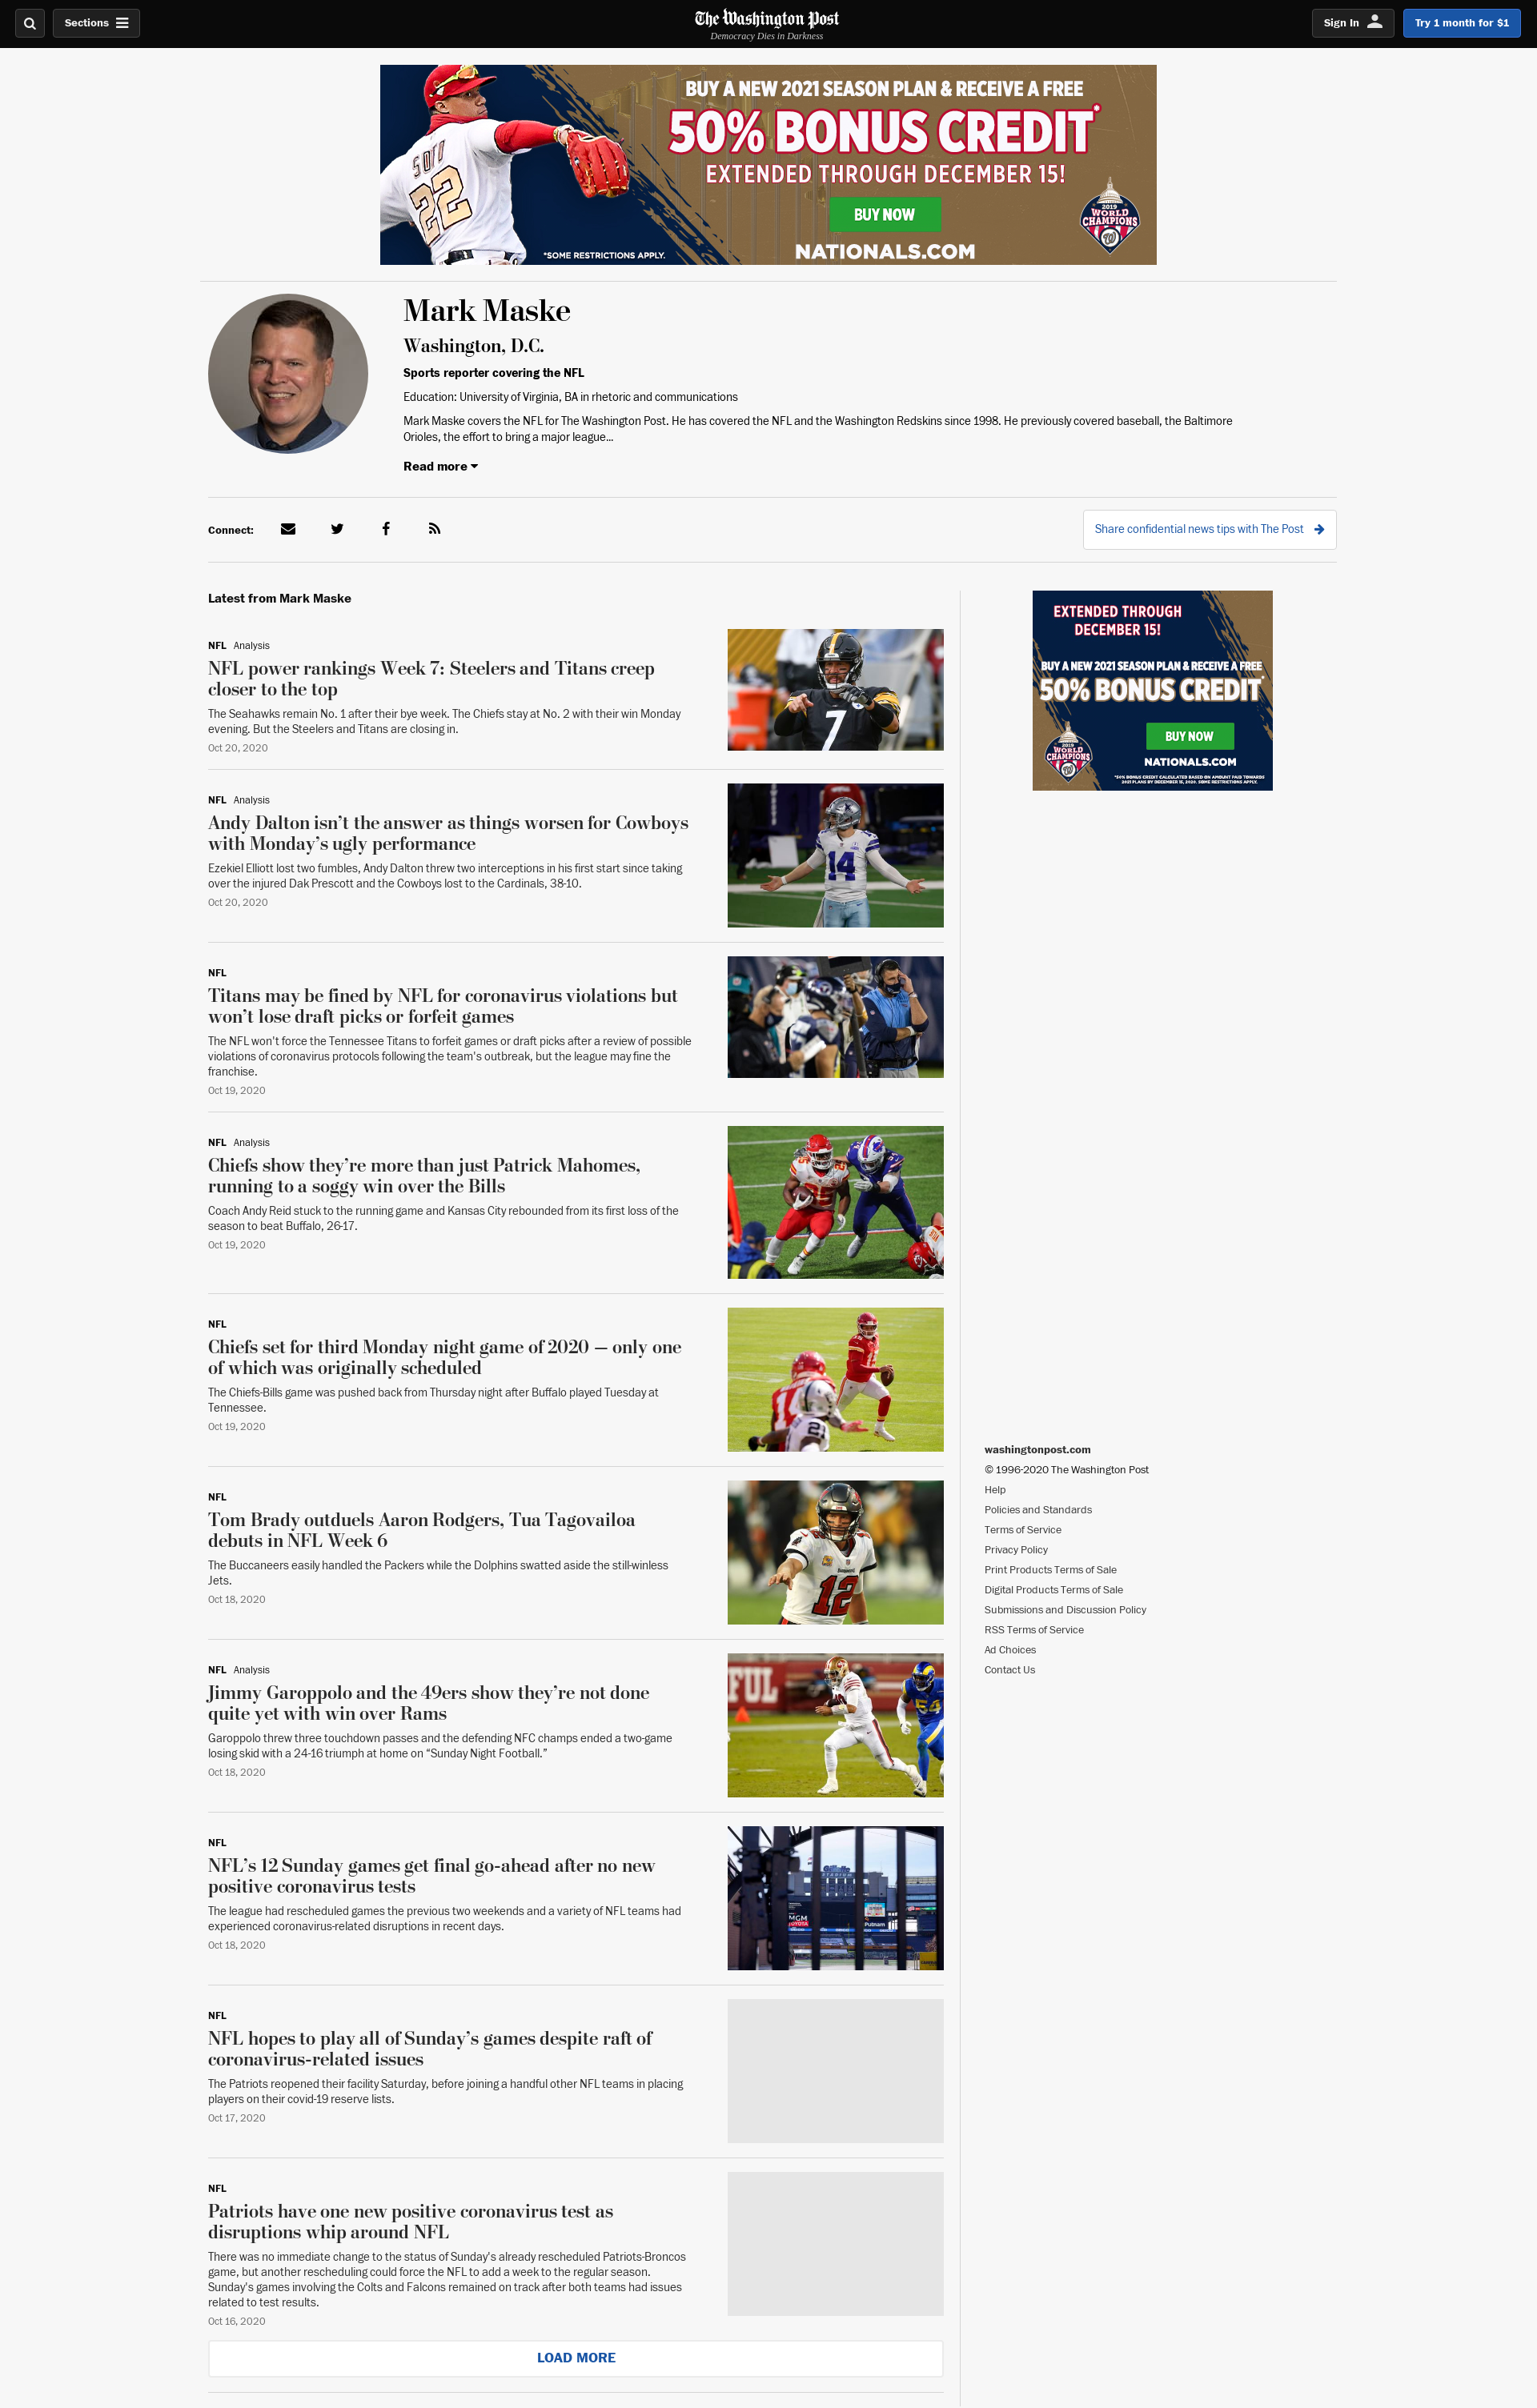 Sections
The Washington Post
Democracy Dies in Darkness
Sign In
Try 1 month for $1
BUY A NEW 2021 SEASON PLAN & RECEIVE A FREE
50% BONUS CREDIT*
EXTENDED THROUGH DECEMBER 15!
BUY NOW
*SOME RESTRICTIONS APPLY.
NATIONALS.COM
2019
WORLD
CHAMPIONS
SOTO
22
Mark Maske
Washington, D.C.
Sports reporter covering the NFL
Education: University of Virginia, BA in rhetoric and communications
Mark Maske covers the NFL for The Washington Post. He has covered the NFL and the Washington Redskins since 1998. He previously covered baseball, the Baltimore
Orioles, the effort to bring a major league...
Read more
Connect:
Share confidential news tips with The Post
Latest from Mark Maske
NFL Analysis
NFL power rankings Week 7: Steelers and Titans creep
closer to the top
The Seahawks remain No. 1 after their bye week. The Chiefs stay at No. 2 with their win Monday
evening. But the Steelers and Titans are closing in.
Oct 20, 2020
7
EXTENDED THROUGH
DECEMBER 15!
BUY A NEW 2021 SEASON PLAN & RECEIVE A FREE
50% BONUS CREDIT*
BUY NOW
NATIONALS.COM
2019
WORLD
CHAMPIONS
*50% BONUS CREDIT CALCULATED BASED ON AMOUNT PAID TOWARDS
2021 PLANS BY DECEMBER 15, 2020. SOME RESTRICTIONS APPLY.
NFL Analysis
Andy Dalton isn’t the answer as things worsen for Cowboys
with Monday’s ugly performance
Ezekiel Elliott lost two fumbles, Andy Dalton threw two interceptions in his first start since taking
over the injured Dak Prescott and the Cowboys lost to the Cardinals, 38-10.
Oct 20, 2020
14
NFL
Titans may be fined by NFL for coronavirus violations but
won’t lose draft picks or forfeit games
The NFL won't force the Tennessee Titans to forfeit games or draft picks after a review of possible
violations of coronavirus protocols following the team's outbreak, but the league may fine the
franchise.
Oct 19, 2020
NFL Analysis
Chiefs show they’re more than just Patrick Mahomes,
running to a soggy win over the Bills
Coach Andy Reid stuck to the running game and Kansas City rebounded from its first loss of the
season to beat Buffalo, 26-17.
Oct 19, 2020
25
NFL
Chiefs set for third Monday night game of 2020 — only one
of which was originally scheduled
The Chiefs-Bills game was pushed back from Thursday night after Buffalo played Tuesday at
Tennessee.
Oct 19, 2020
NFL
Tom Brady outduels Aaron Rodgers, Tua Tagovailoa
debuts in NFL Week 6
The Buccaneers easily handled the Packers while the Dolphins swatted aside the still-winless
Jets.
Oct 18, 2020
12
washingtonpost.com
© 1996-2020 The Washington Post
Help
Policies and Standards
Terms of Service
Privacy Policy
Print Products Terms of Sale
Digital Products Terms of Sale
Submissions and Discussion Policy
RSS Terms of Service
Ad Choices
Contact Us
NFL Analysis
Jimmy Garoppolo and the 49ers show they’re not done
quite yet with win over Rams
Garoppolo threw three touchdown passes and the defending NFC champs ended a two-game
losing skid with a 24-16 triumph at home on “Sunday Night Football.”
Oct 18, 2020
54
NFL
NFL’s 12 Sunday games get final go-ahead after no new
positive coronavirus tests
The league had rescheduled games the previous two weekends and a variety of NFL teams had
experienced coronavirus-related disruptions in recent days.
Oct 18, 2020
STADIUM
MGM
TOYOTA
Putnam
NFL
NFL hopes to play all of Sunday’s games despite raft of
coronavirus-related issues
The Patriots reopened their facility Saturday, before joining a handful other NFL teams in placing
players on their covid-19 reserve lists.
Oct 17, 2020
NFL
Patriots have one new positive coronavirus test as
disruptions whip around NFL
There was no immediate change to the status of Sunday's already rescheduled Patriots-Broncos
game, but another rescheduling could force the NFL to add a week to the regular season.
Sunday's games involving the Colts and Falcons remained on track after both teams had issues
related to test results.
Oct 16, 2020
LOAD MORE